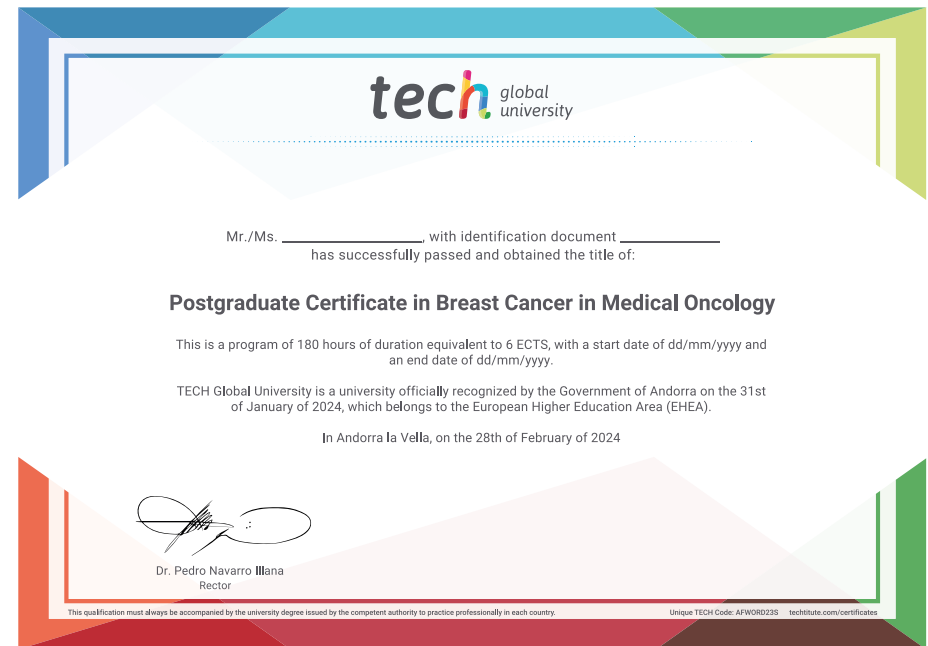 tech global university
Mr./Ms. ____________________, with identification document ______________
has successfully passed and obtained the title of:
Postgraduate Certificate in Breast Cancer in Medical Oncology
This is a program of 180 hours of duration equivalent to 6 ECTS, with a start date of dd/mm/yyyy and
an end date of dd/mm/yyyy.
TECH Global University is a university officially recognized by the Government of Andorra on the 31st
of January of 2024, which belongs to the European Higher Education Area (EHEA).
In Andorra la Vella, on the 28th of February of 2024
Dr. Pedro Navarro Illana
Rector
This qualification must always be accompanied by the university degree issued by the competent authority to practice professionally in each country.
Unique TECH Code: AFWORD23S techtitute.com/certificates